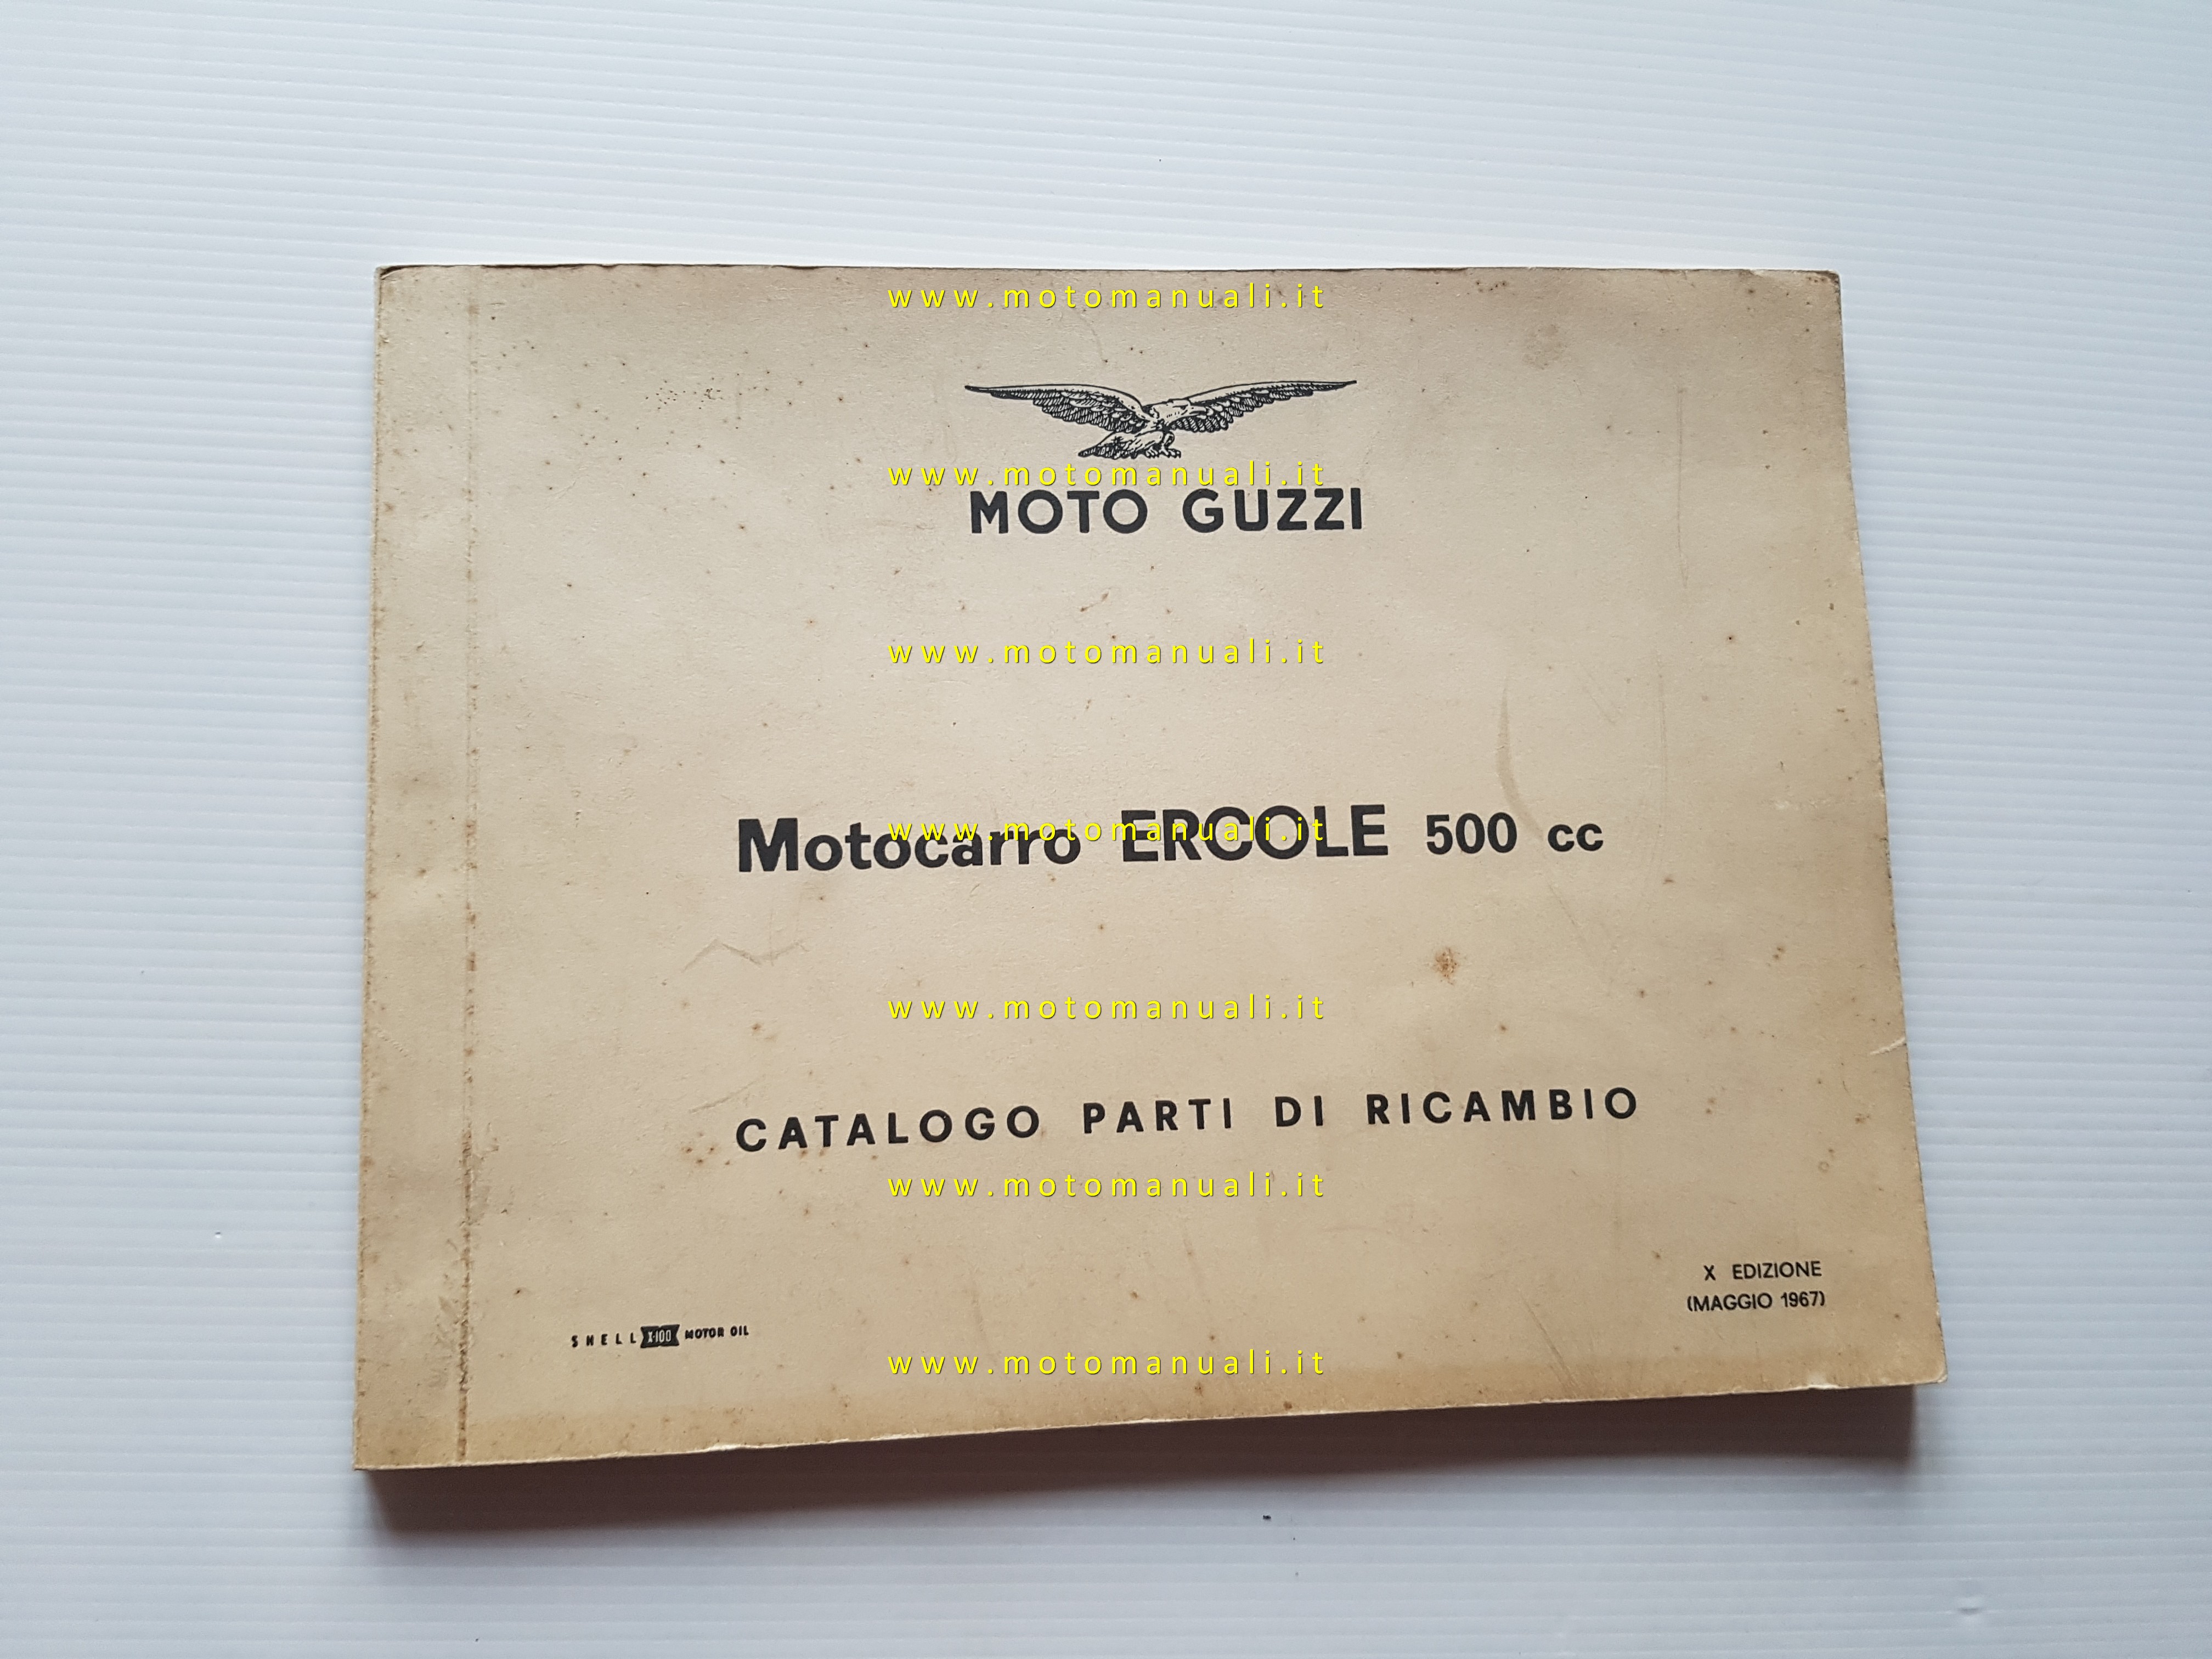 www.motomanuali.it
www.motomanuali.it
MOTO GUZZI
www.motomanuali.it
Motocarro ERCOLE 500 cc
www.motomanuali.it
www.motomanuali.it
CATALOGO PARTI DI RICAMBIO
www.motomanuali.it
X EDIZIONE
(MAGGIO 1967)
SHELL X-100 MOTOR OIL
www.motomanuali.it